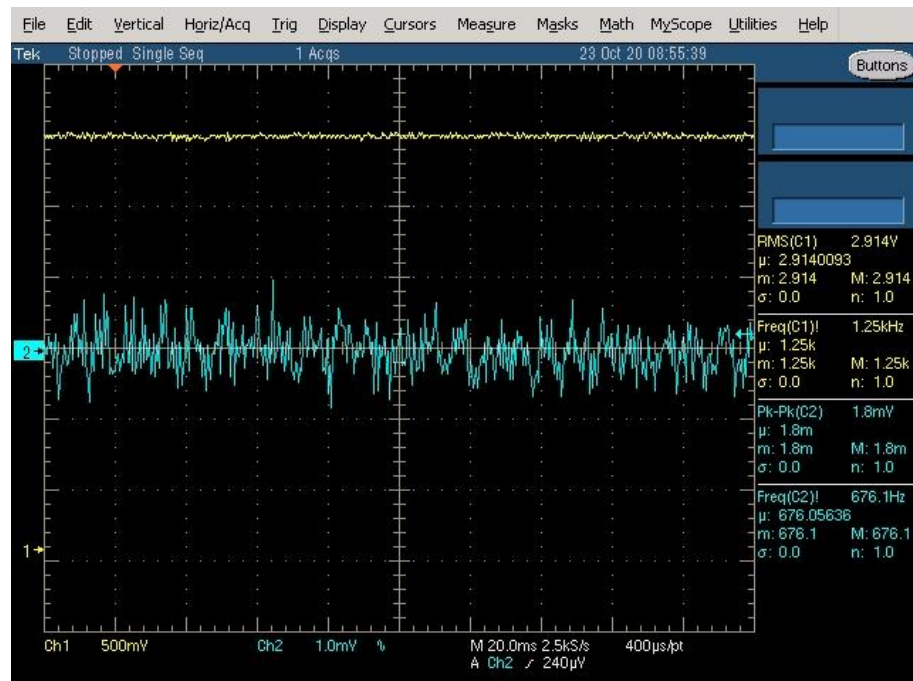 File Edit Vertical Horiz/Acq Trig Display Cursors Measure Masks Math MyScope Utilities Help
Tek Stopped Single Seq 1 Acqs 23 Oct 20 08:55:39
Buttons
RMS(C1) 2.914V
μ: 2.9140093
m: 2.914 M: 2.914
σ: 0.0 n: 1.0
Freq(C1)! 1.25kHz
μ: 1.25k
m: 1.25k M: 1.25k
σ: 0.0 n: 1.0
2
Pk-Pk(C2) 1.8mV
μ: 1.8m
m: 1.8m M: 1.8m
σ: 0.0 n: 1.0
Freq(C2)! 676.1Hz
μ: 676.05636
m: 676.1 M: 676.1
σ: 0.0 n: 1.0
1
Ch1 500mV Ch2 1.0mV M 20.0ms 2.5kS/s 400μs/pt
A Ch2 240μV